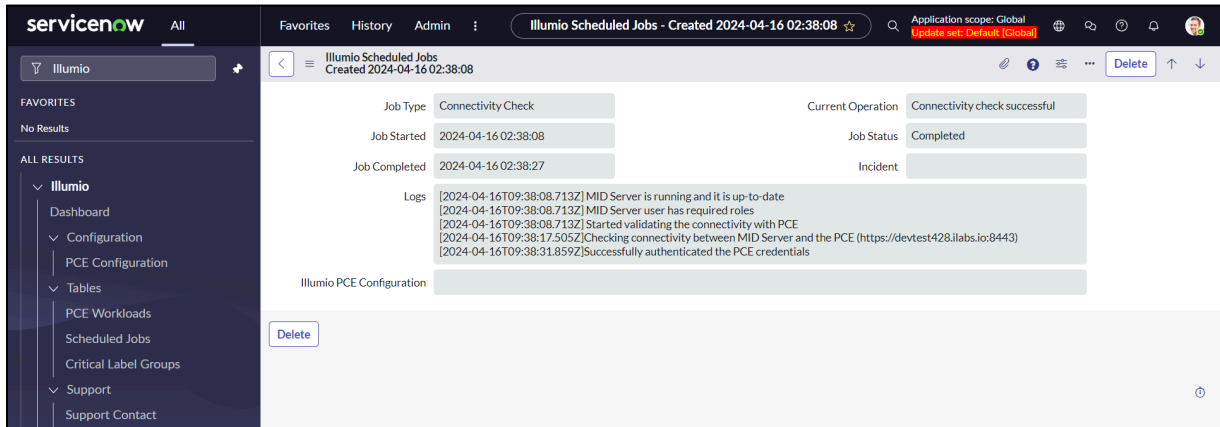 servicenow All Favorites History Admin Illumio Scheduled Jobs - Created 2024-04-16 02:38:08 Application scope: Global
Update set: Default [Global]
Illumio
Illumio Scheduled Jobs
Created 2024-04-16 02:38:08
Delete
FAVORITES
No Results
ALL RESULTS
Illumio
Dashboard
Configuration
PCE Configuration
Tables
PCE Workloads
Scheduled Jobs
Critical Label Groups
Support
Support Contact
Job Type Connectivity Check
Current Operation Connectivity check successful
Job Started 2024-04-16 02:38:08
Job Status Completed
Job Completed 2024-04-16 02:38:27
Incident
Logs
[2024-04-16T09:38:08.713Z] MID Server is running and it is up-to-date
[2024-04-16T09:38:08.713Z] MID Server user has required roles
[2024-04-16T09:38:08.713Z] Started validating the connectivity with PCE
[2024-04-16T09:38:17.505Z]Checking connectivity between MID Server and the PCE (https://devtest428.ilabs.io:8443)
[2024-04-16T09:38:31.859Z]Successfully authenticated the PCE credentials
Illumio PCE Configuration
Delete